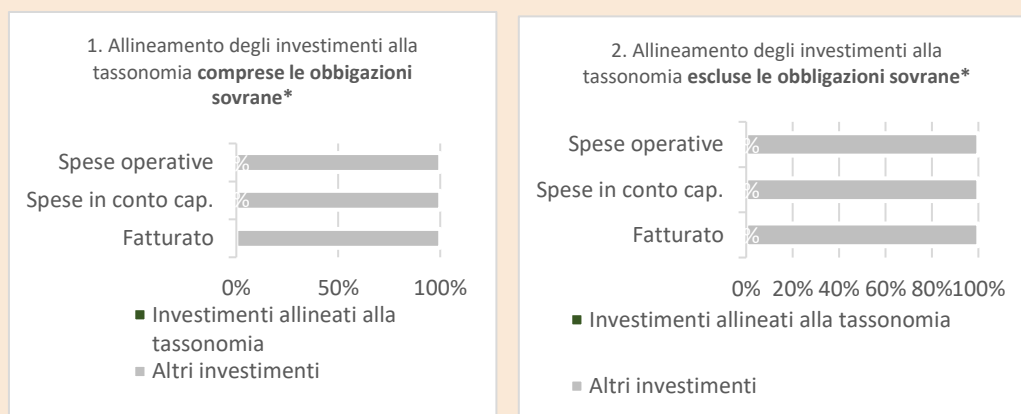 1. Allineamento degli investimenti alla
tassonomia comprese le obbigazioni
sovrane*
Spese operative
%
Spese in conto cap.
%
Fatturato
0% 50% 100%
Investimenti allineati alla
tassonomia
Altri investimenti
2. Allineamento degli investimenti alla
tassonomia escluse le obbligazioni sovrane*
Spese operative
%
Spese in conto cap.
%
Fatturato
%
0% 20% 40% 60% 80%100%
Investimenti allineati alla tassonomia
Altri investimenti